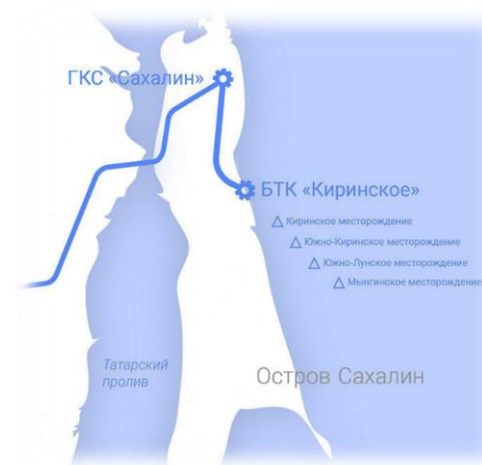 ГКС «Сахалин»
БТК «Киринское»
Киринское месторождение
Южно-Киринское месторождение
Южно-Лунское месторождение
Мынгинское месторождение
Татарский
пролив
Остров Сахалин